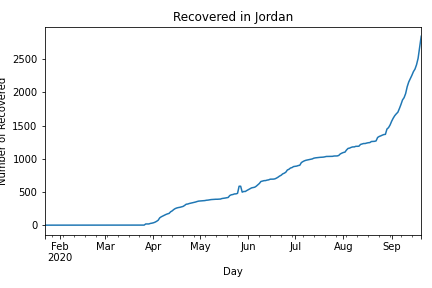 Recovered in Jordan
Number of Recovered
2500
2000
1500
1000
500
0
Feb Mar Apr May Jun Jul Aug Sep
2020
Day